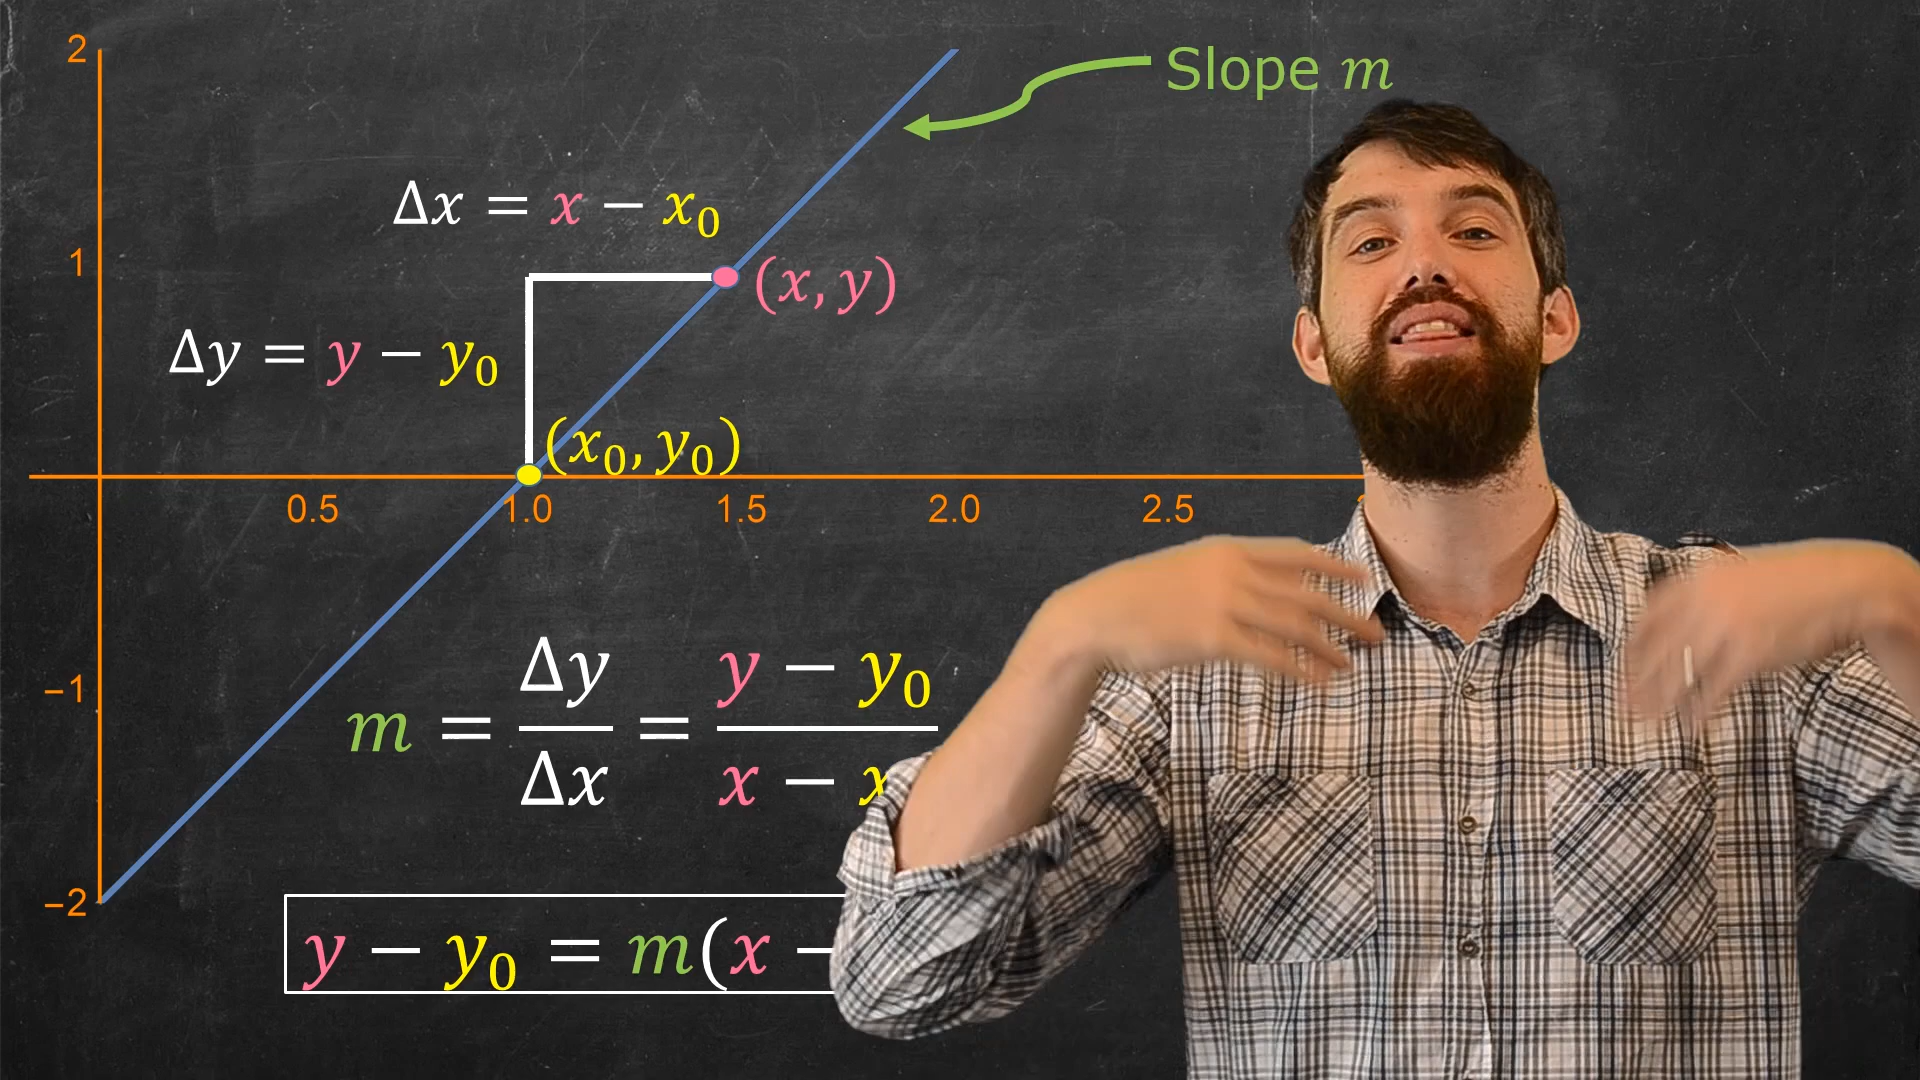 2
Slope m
Δx = x − x₀
1
(x, y)
Δy = y − y₀
(x₀, y₀)
0.5 1.0 1.5 2.0 2.5
−1
m = Δy/Δx = y − y₀/x − x
−2
y − y₀ = m(x −